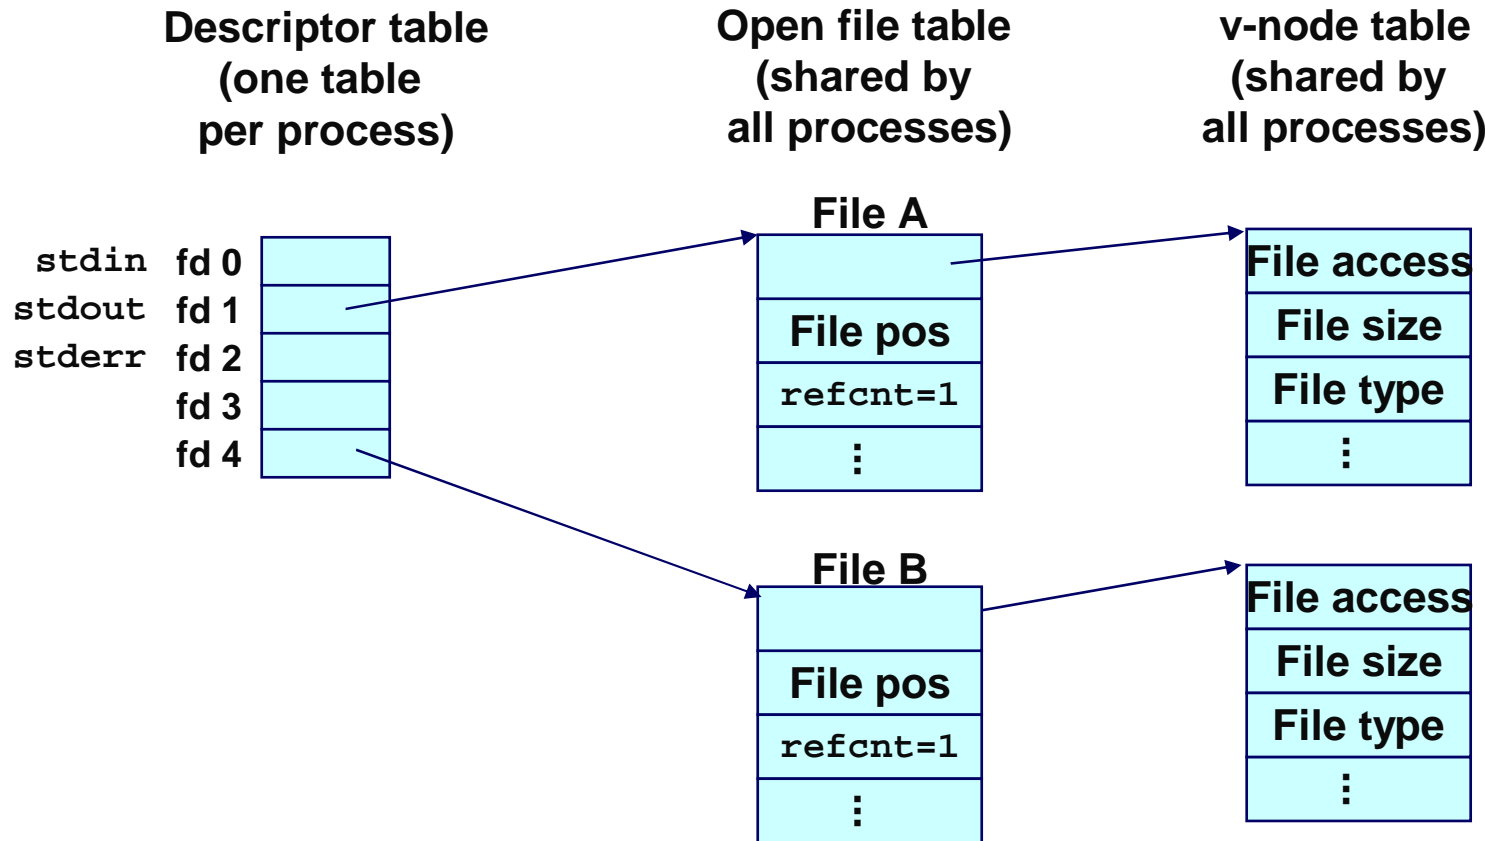 Descriptor table
(one table
per process)
Open file table
(shared by
all processes)
v-node table
(shared by
all processes)
stdin fd 0
stdout fd 1
stderr fd 2
fd 3
fd 4
File A
File pos
refcnt=1
⋮
File access
File size
File type
⋮
File B
File pos
refcnt=1
⋮
File access
File size
File type
⋮